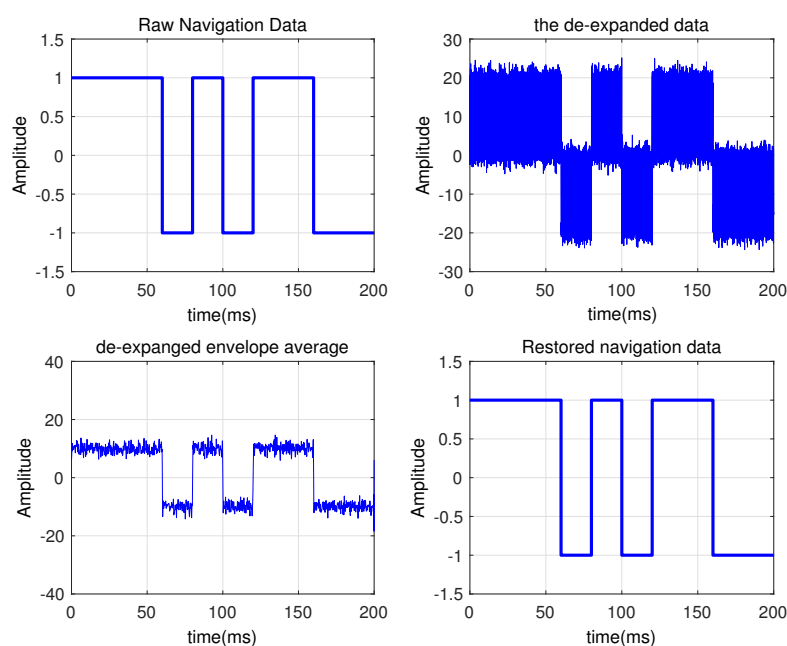 Raw Navigation Data
1.5
1
0.5
0
-0.5
-1
-1.5
Amplitude
0 50 100 150 200
time(ms)
the de-expanded data
30
20
10
0
-10
-20
-30
Amplitude
0 50 100 150 200
time(ms)
de-expanged envelope average
40
20
0
-20
-40
Amplitude
0 50 100 150 200
time(ms)
Restored navigation data
1.5
1
0.5
0
-0.5
-1
-1.5
Amplitude
0 50 100 150 200
time(ms)